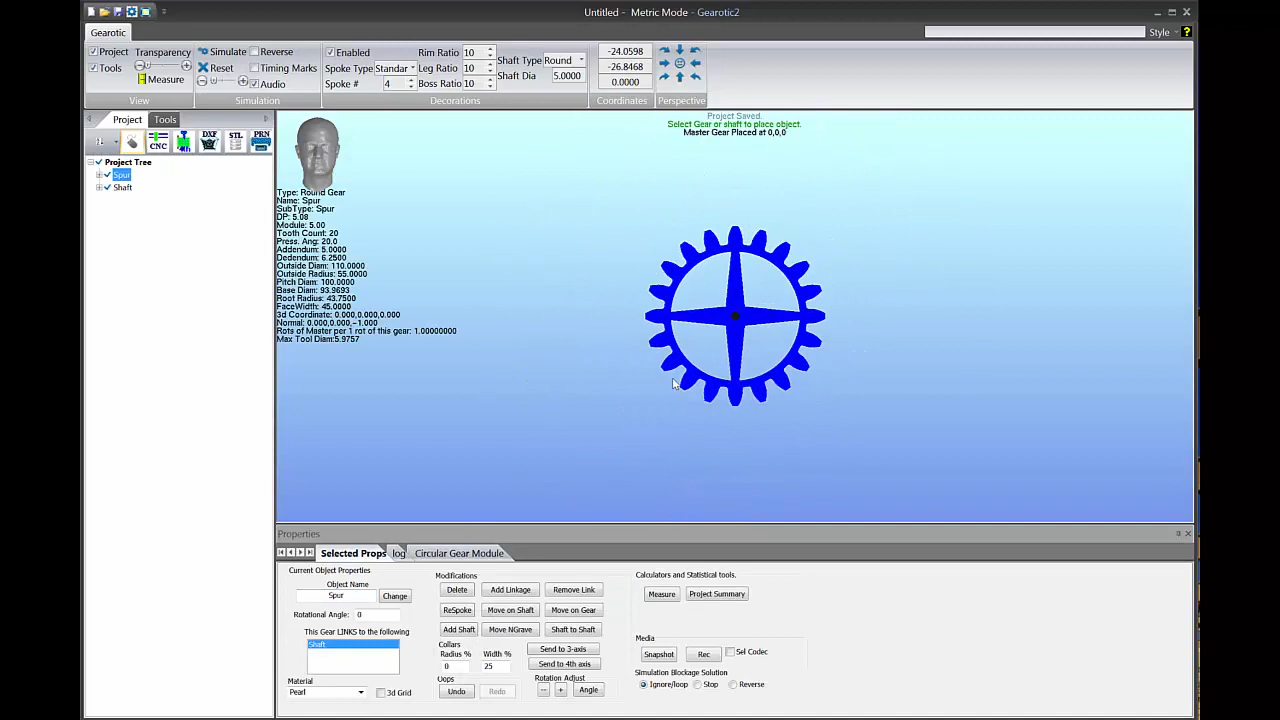 Untitled - Metric Mode - Gearotic2
Gearotic
Style
Project Transparency Simulate Reverse Enabled Rim Ratio 10 Shaft Type Round -24.0598
Tools Reset Timing Marks Spoke Type Standar Leg Ratio 10 Shaft Dia 5.0000 -26.8468
Measure Audio Spoke # 4 Boss Ratio 10 0.0000
View Simulation Decorations Coordinates Perspective
Project Tools
CNC 4th DXF STL PRN
Project Tree
Spur
Shaft
Project Saved.
Select Gear or shaft to place object.
Master Gear Placed at 0,0,0
Type: Round Gear
Name: Spur
SubType: Spur
DP: 5.08
Module: 5.00
Tooth Count: 20
Press. Ang: 20.0
Addendum: 5.0000
Dedendum: 6.2500
Outside Diam: 110.0000
Outside Radius: 55.0000
Pitch Diam: 100.0000
Base Diam: 93.9693
Root Radius: 43.7500
FaceWidth: 45.0000
3d Coordinate: 0.000,0.000,0.000
Normal: 0.000,0.000,-1.000
Rots of Master per 1 rot of this gear: 1.00000000
Max Tool Diam:5.9757
Properties
Selected Props log Circular Gear Module
Current Object Properties
Object Name
Spur Change
Rotational Angle: 0
This Gear LINKS to the following
Shaft
Material
Pearl 3d Grid
Modifications
Delete Add Linkage Remove Link
ReSpoke Move on Shaft Move on Gear
Add Shaft Move NGrave Shaft to Shaft
Collars
Radius % Width % Send to 3-axis
0 25 Send to 4th axis
Oops Rotation Adjust
Undo Redo -- + Angle
Calculators and Statistical tools.
Measure Project Summary
Media
Snapshot Rec Sel Codec
Simulation Blockage Solution
Ignore/loop Stop Reverse